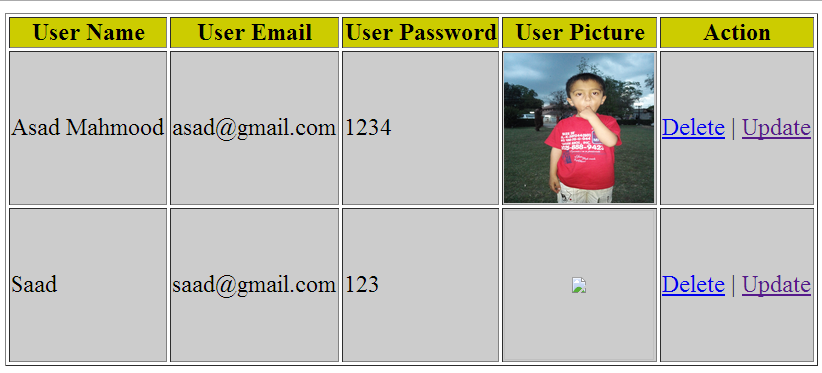 User Name User Email User Password User Picture Action
Asad Mahmood asad@gmail.com 1234 Delete | Update
Saad saad@gmail.com 123 Delete | Update